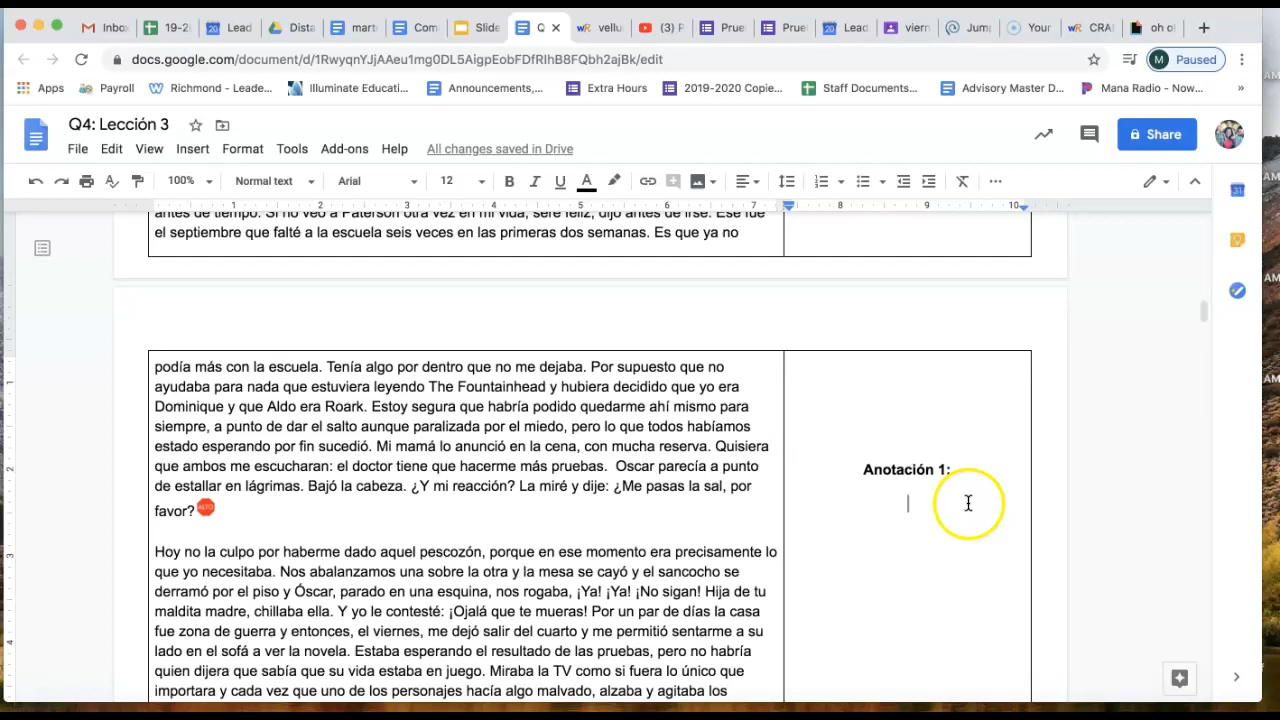 Inbo 19-2 Lead Dista mart Com Slide Q vellu (3) P Prue Prue Lead viern Jump Your CRAI oh ol
docs.google.com/document/d/1RwyqnYJjAAeu1mg0DL5AigpEobFDfRIhB8FQbh2ajBk/edit
M Paused
Apps Payroll Richmond - Leade... Illuminate Educati... Announcements,... Extra Hours 2019-2020 Copie... Staff Documents... Advisory Master D... Mana Radio - Now... »
Q4: Lección 3
File Edit View Insert Format Tools Add-ons Help All changes saved in Drive
Share
100% Normal text Arial 12 B I U A
1 2 3 4 5 6 7 8 9 10
antes de tiempo. Si no veo a Paterson otra vez en mi vida, seré feliz, dijo antes de irse. Ese fue
el septiembre que falté a la escuela seis veces en las primeras dos semanas. Es que ya no
podía más con la escuela. Tenía algo por dentro que no me dejaba. Por supuesto que no
ayudaba para nada que estuviera leyendo The Fountainhead y hubiera decidido que yo era
Dominique y que Aldo era Roark. Estoy segura que habría podido quedarme ahí mismo para
siempre, a punto de dar el salto aunque paralizada por el miedo, pero lo que todos habíamos
estado esperando por fin sucedió. Mi mamá lo anunció en la cena, con mucha reserva. Quisiera
que ambos me escucharan: el doctor tiene que hacerme más pruebas. Oscar parecía a punto
de estallar en lágrimas. Bajó la cabeza. ¿Y mi reacción? La miré y dije: ¿Me pasas la sal, por
favor? ALTO
Anotación 1:
Hoy no la culpo por haberme dado aquel pescozón, porque en ese momento era precisamente lo
que yo necesitaba. Nos abalanzamos una sobre la otra y la mesa se cayó y el sancocho se
derramó por el piso y Óscar, parado en una esquina, nos rogaba, ¡Ya! ¡Ya! ¡No sigan! Hija de tu
maldita madre, chillaba ella. Y yo le contesté: ¡Ojalá que te mueras! Por un par de días la casa
fue zona de guerra y entonces, el viernes, me dejó salir del cuarto y me permitió sentarme a su
lado en el sofá a ver la novela. Estaba esperando el resultado de las pruebas, pero no habría
quien dijera que sabía que su vida estaba en juego. Miraba la TV como si fuera lo único que
importara y cada vez que uno de los personajes hacía algo malvado, alzaba y agitaba los